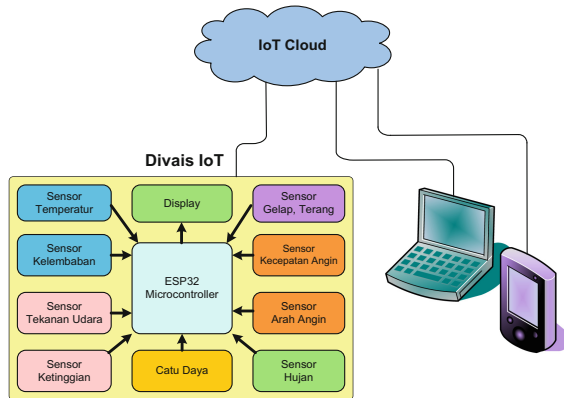 IoT Cloud
Divais IoT
Sensor
Temperatur
Display
Sensor
Gelap, Terang
Sensor
Kelembaban
ESP32
Microcontroller
Sensor
Kecepatan Angin
Sensor
Tekanan Udara
Sensor
Arah Angin
Sensor
Ketinggian
Catu Daya
Sensor
Hujan